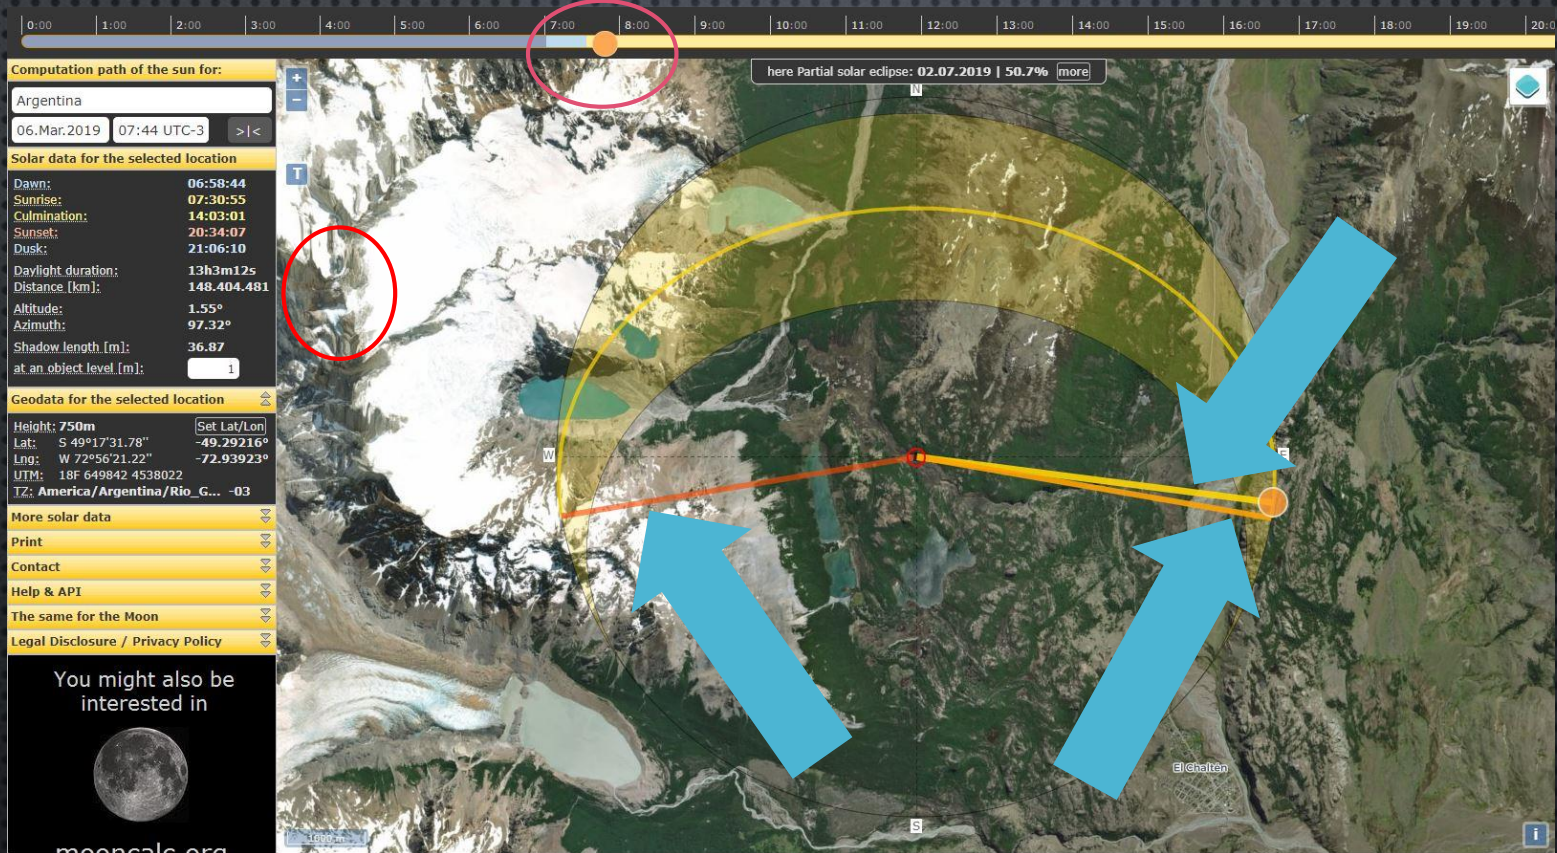 0:00 1:00 2:00 3:00 4:00 5:00 6:00 7:00 8:00 9:00 10:00 11:00 12:00 13:00 14:00 15:00 16:00 17:00 18:00 19:00 20:0
Computation path of the sun for:
Argentina
06.Mar.2019 07:44 UTC-3 >|<
Solar data for the selected location
Dawn: 06:58:44
Sunrise: 07:30:55
Culmination: 14:03:01
Sunset: 20:34:07
Dusk: 21:06:10
Daylight duration: 13h3m12s
Distance [km]: 148.404.481
Altitude: 1.55°
Azimuth: 97.32°
Shadow length [m]: 36.87
at an object level [m]: 1
Geodata for the selected location
Height: 750m Set Lat/Lon
Lat: S 49°17'31.78'' -49.29216°
Lng: W 72°56'21.22'' -72.93923°
UTM: 18F 649842 4538022
TZ: America/Argentina/Rio_G... -03
More solar data
Print
Contact
Help & API
The same for the Moon
Legal Disclosure / Privacy Policy
You might also be
interested in
mooncalc.org
+
−
T
here Partial solar eclipse: 02.07.2019 | 50.7% more
N
W
E
El Chaltén
S
1000 m
i